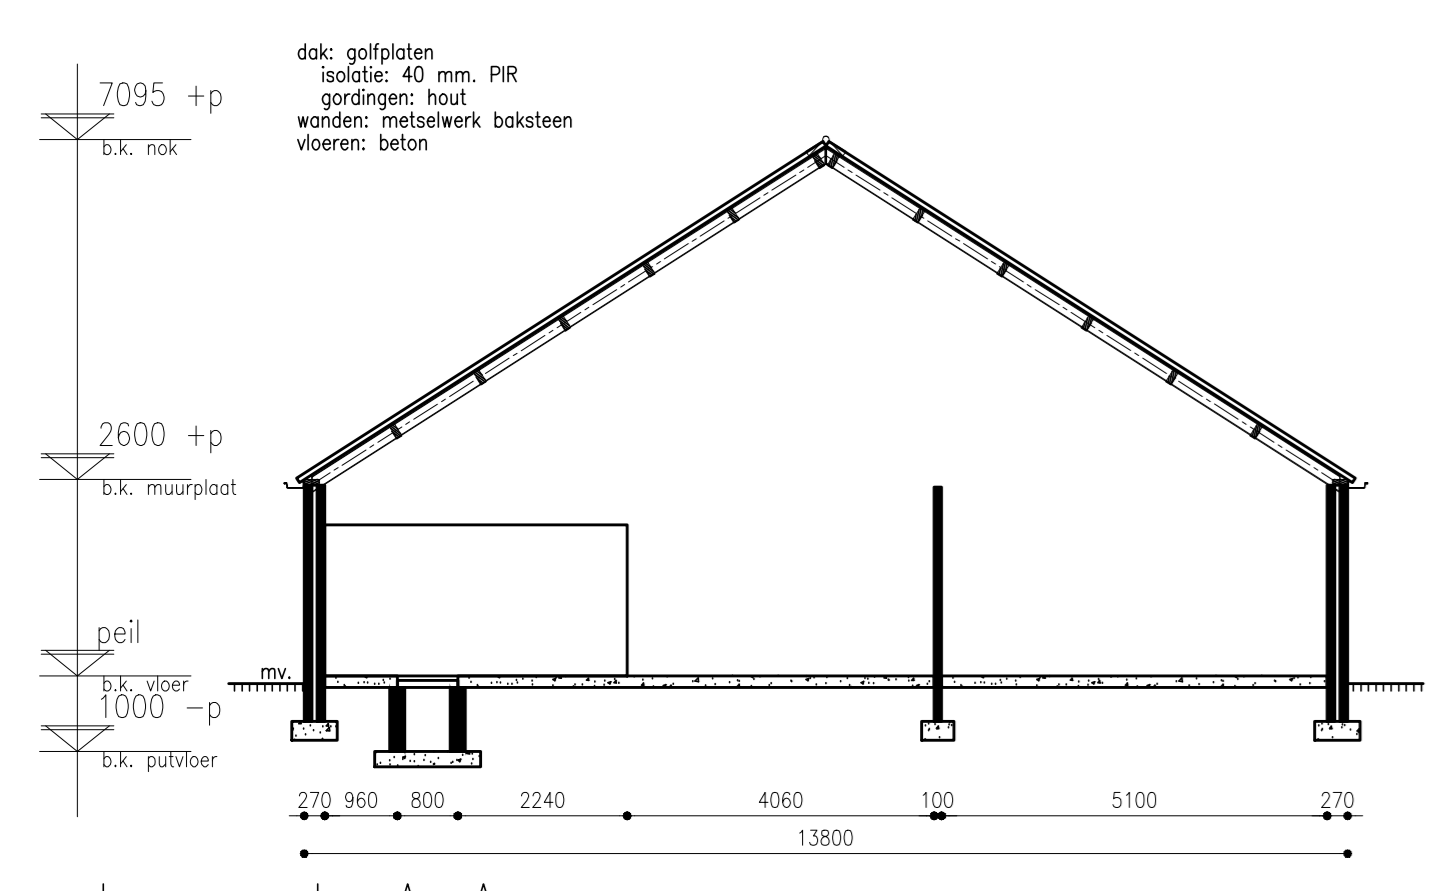 dak: golfplaten
isolatie: 40 mm. PIR
gordingen: hout
wanden: metselwerk baksteen
vloeren: beton
7095 +p
b.k. nok
2600 +p
b.k. muurplaat
peil
b.k. vloer
mv.
1000 -p
b.k. putvloer
270 960 800 2240 4060 100 5100 270
13800